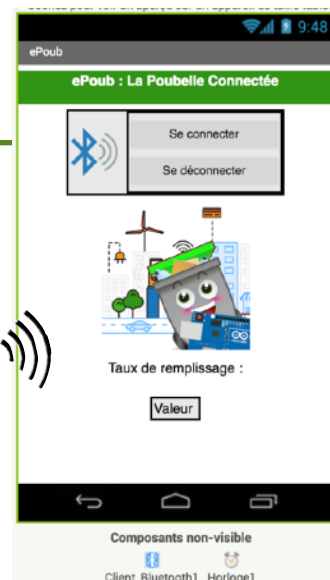 9:48
ePoub
ePoub : La Poubelle Connectée
Se connecter
Se déconnecter
Taux de remplissage :
Valeur
Composants non-visible
Client_Bluetooth1 Horloge1